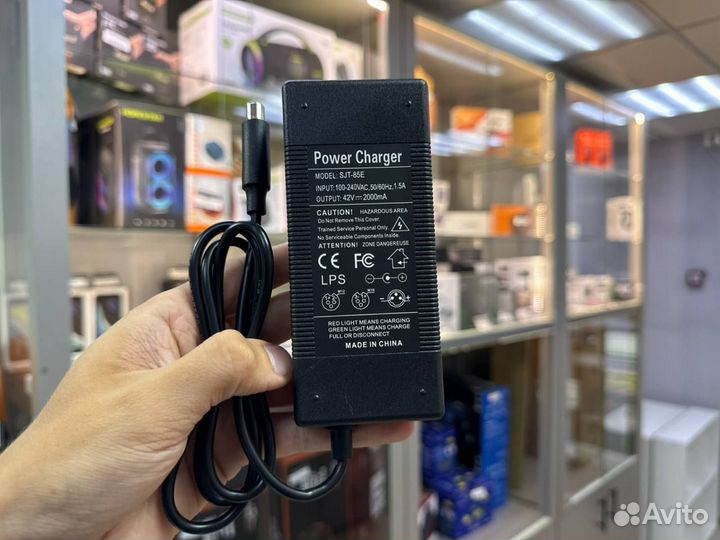 Power Charger
MODEL: SJT-85E
INPUT:100-240VAC,50/60Hz,1.5A
OUTPUT: 42V⎓2000mA
CAUTION! HAZARDOUS AREA
Do Not Remove This Cover.
Trained Service Personal Only.
No Serviceable Components Inside.
ATTENTION! ZONE DANGEREUSE
CE FC
LPS
RED LIGHT MEANS CHARGING
GREEN LIGHT MEANS CHARGE
FULL OR DISCONNECT
MADE IN CHINA
Avito